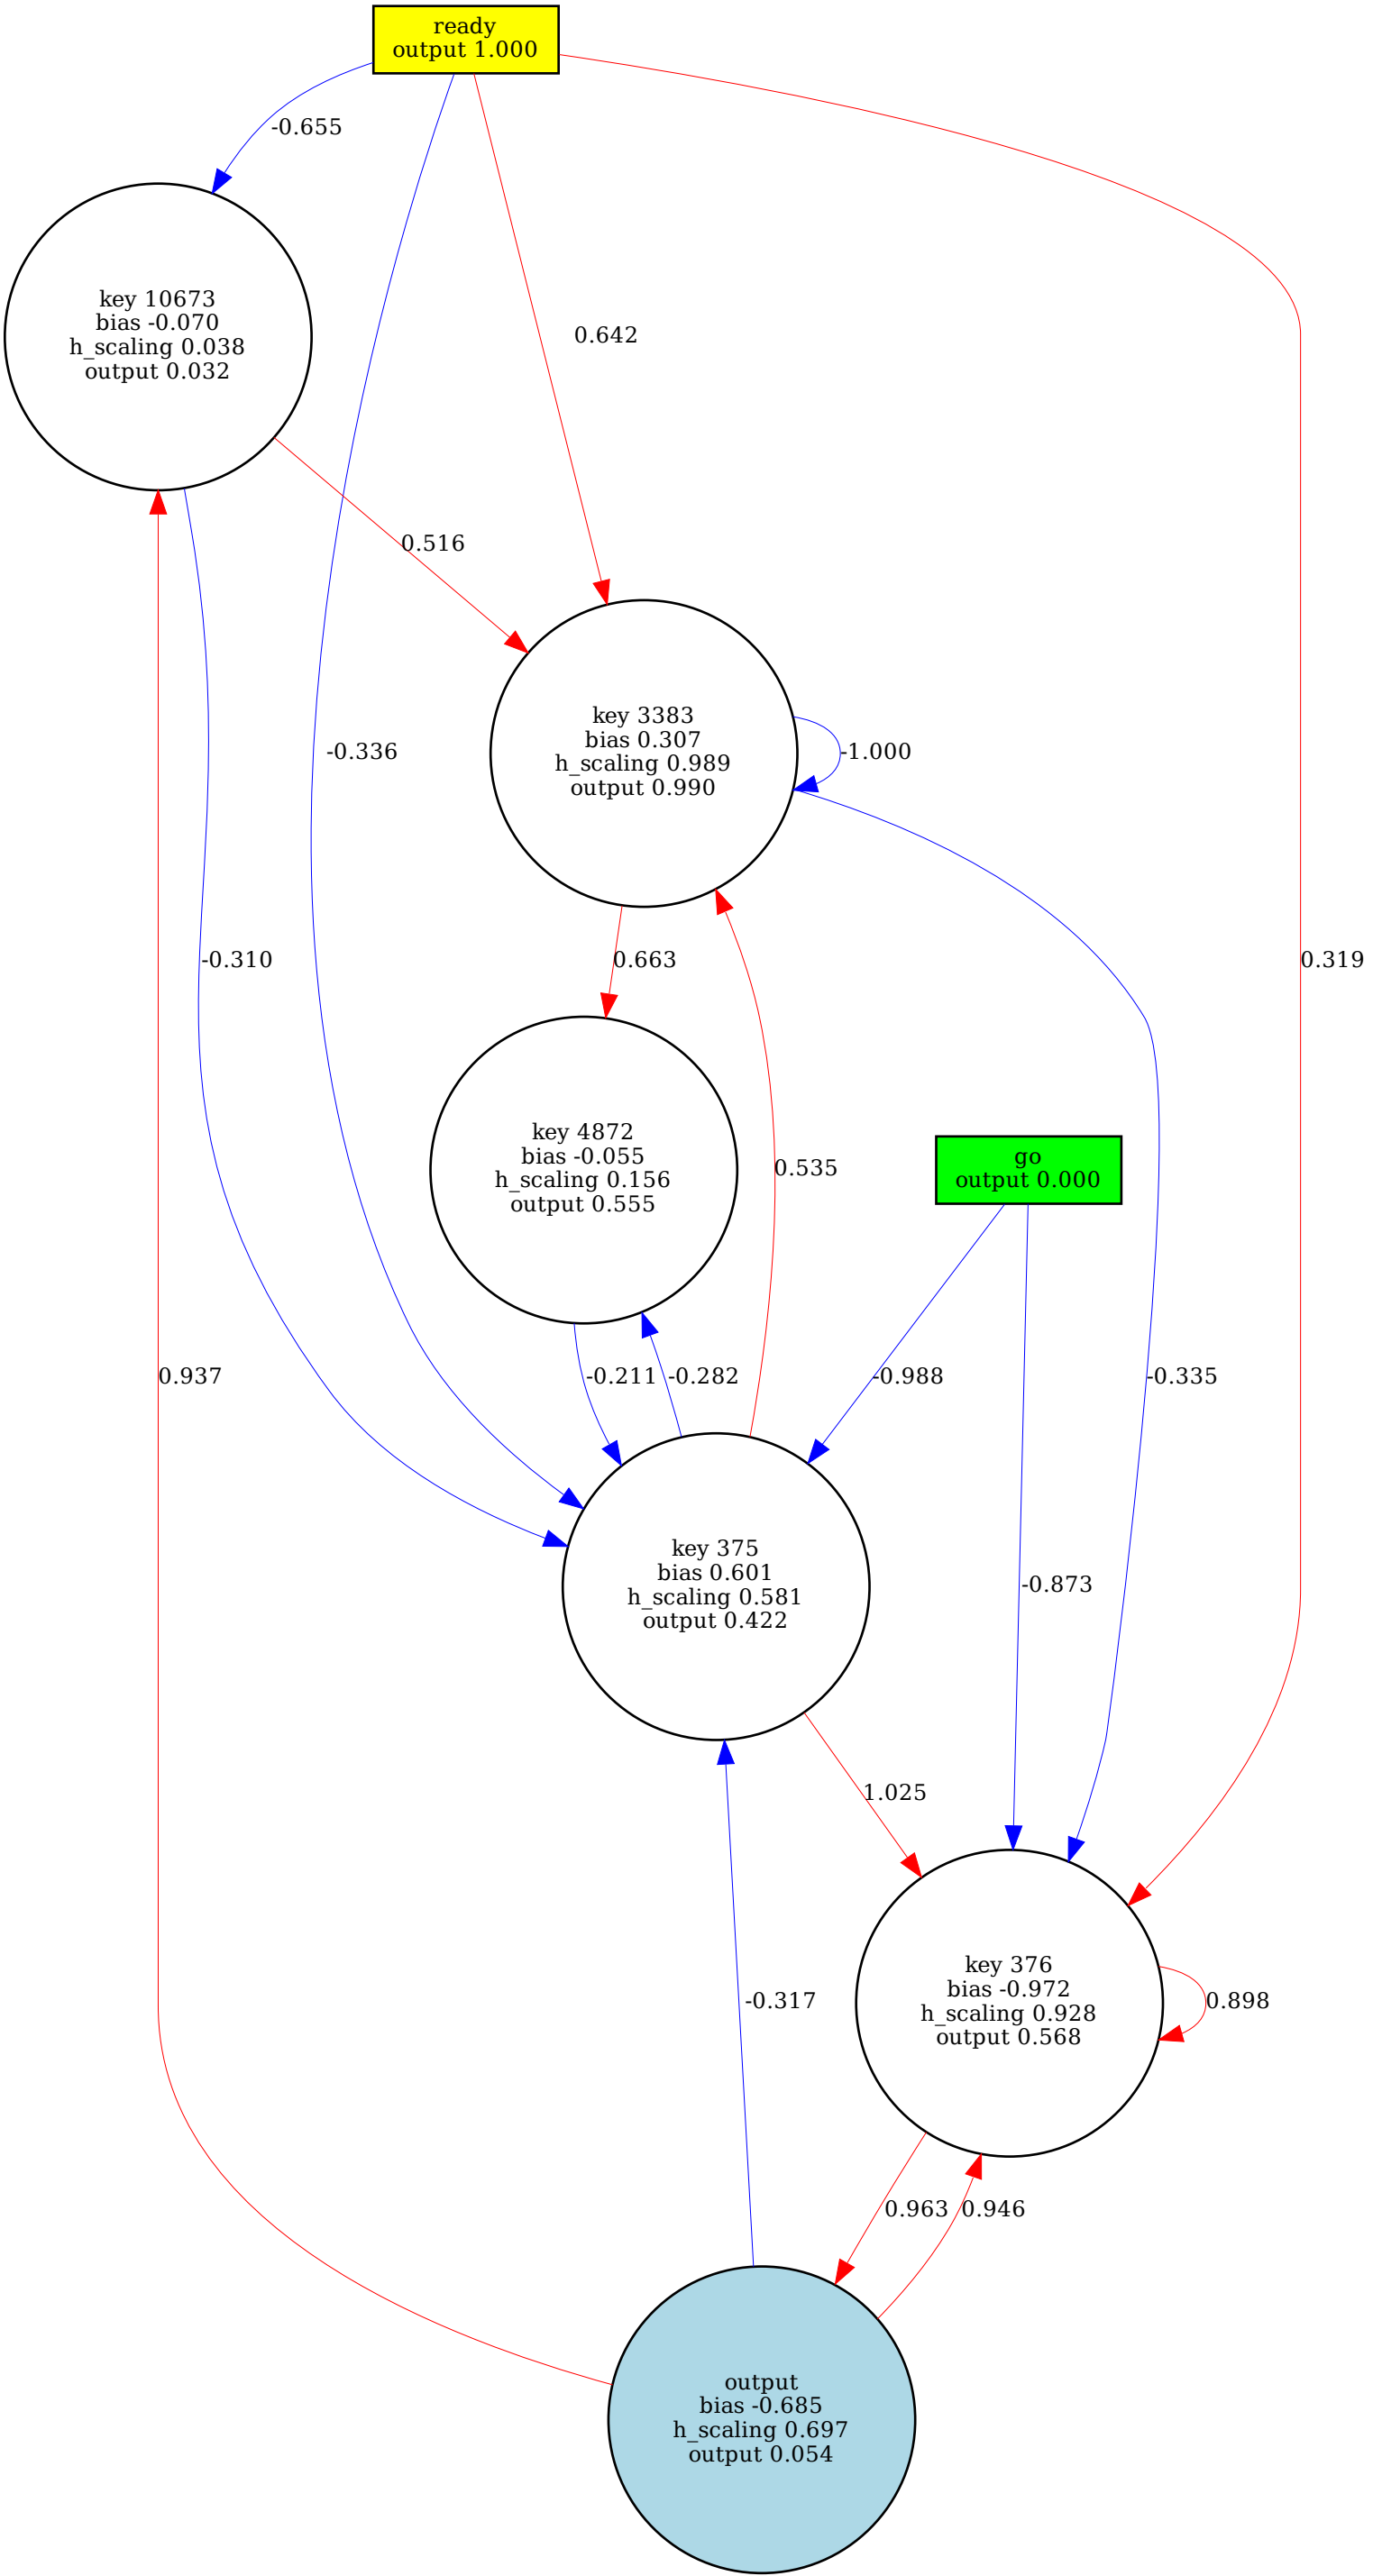 ready
output 1.000
-0.655
key 10673
bias -0.070
h_scaling 0.038
output 0.032
0.642
0.516
key 3383
bias 0.307
h_scaling 0.989
output 0.990
-1.000
-0.336
-0.310
0.663
0.319
key 4872
bias -0.055
h_scaling 0.156
output 0.555
0.535
go
output 0.000
0.937
-0.211
-0.282
-0.988
-0.335
key 375
bias 0.601
h_scaling 0.581
output 0.422
-0.873
1.025
key 376
bias -0.972
h_scaling 0.928
output 0.568
0.898
-0.317
0.963
0.946
output
bias -0.685
h_scaling 0.697
output 0.054